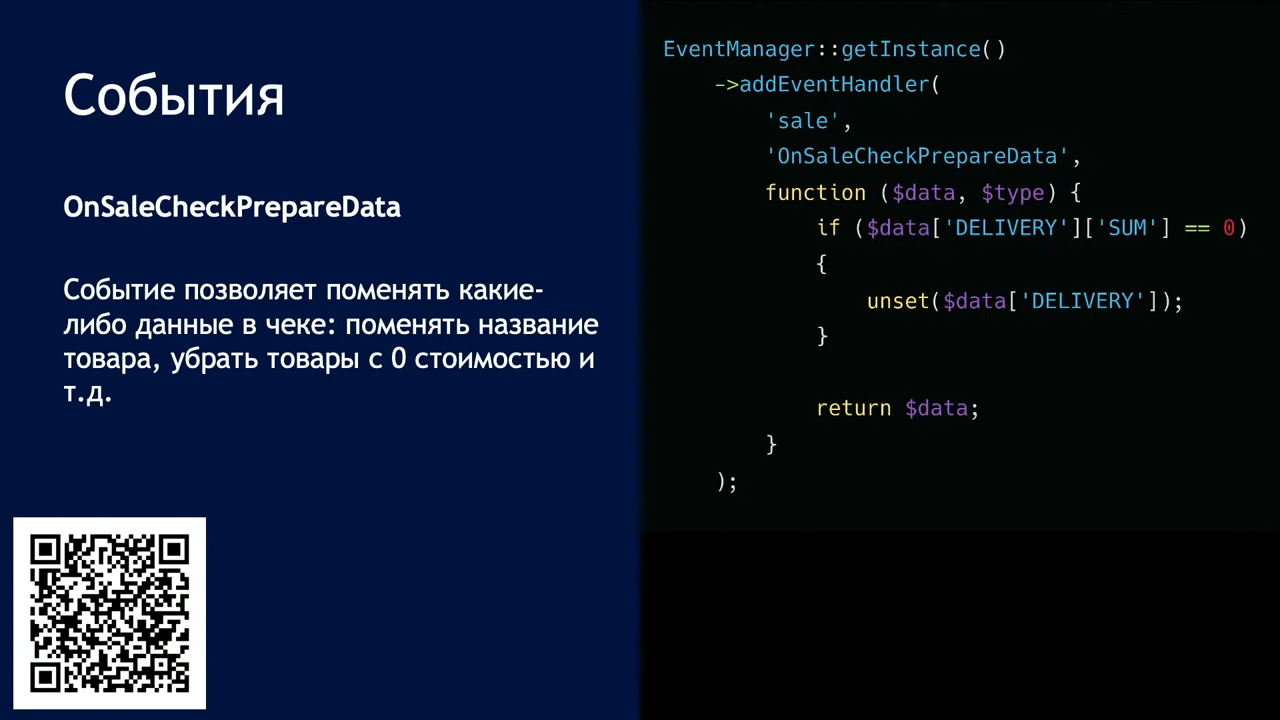 События
OnSaleCheckPrepareData
Событие позволяет поменять какие-
либо данные в чеке: поменять название
товара, убрать товары с 0 стоимостью и
т.д.
EventManager::getInstance()
->addEventHandler(
'sale',
'OnSaleCheckPrepareData',
function ($data, $type) {
if ($data['DELIVERY']['SUM'] == 0)
{
unset($data['DELIVERY']);
}
return $data;
}
);